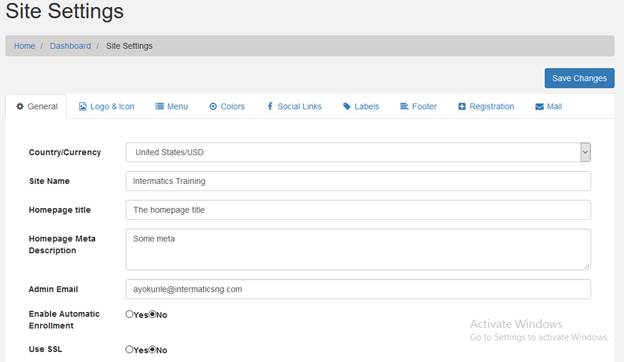 Site Settings
Home / Dashboard / Site Settings
Save Changes
General Logo & Icon Menu Colors Social Links Labels Footer Registration Mail
Country/Currency United States/USD
Site Name Intermatics Training
Homepage title The homepage title
Homepage Meta Some meta
Description
Admin Email ayokunle@intermaticsng.com
Enable Automatic Yes No
Enrollment
Activate Windows
Go to Settings to activate Windows.
Use SSL Yes No